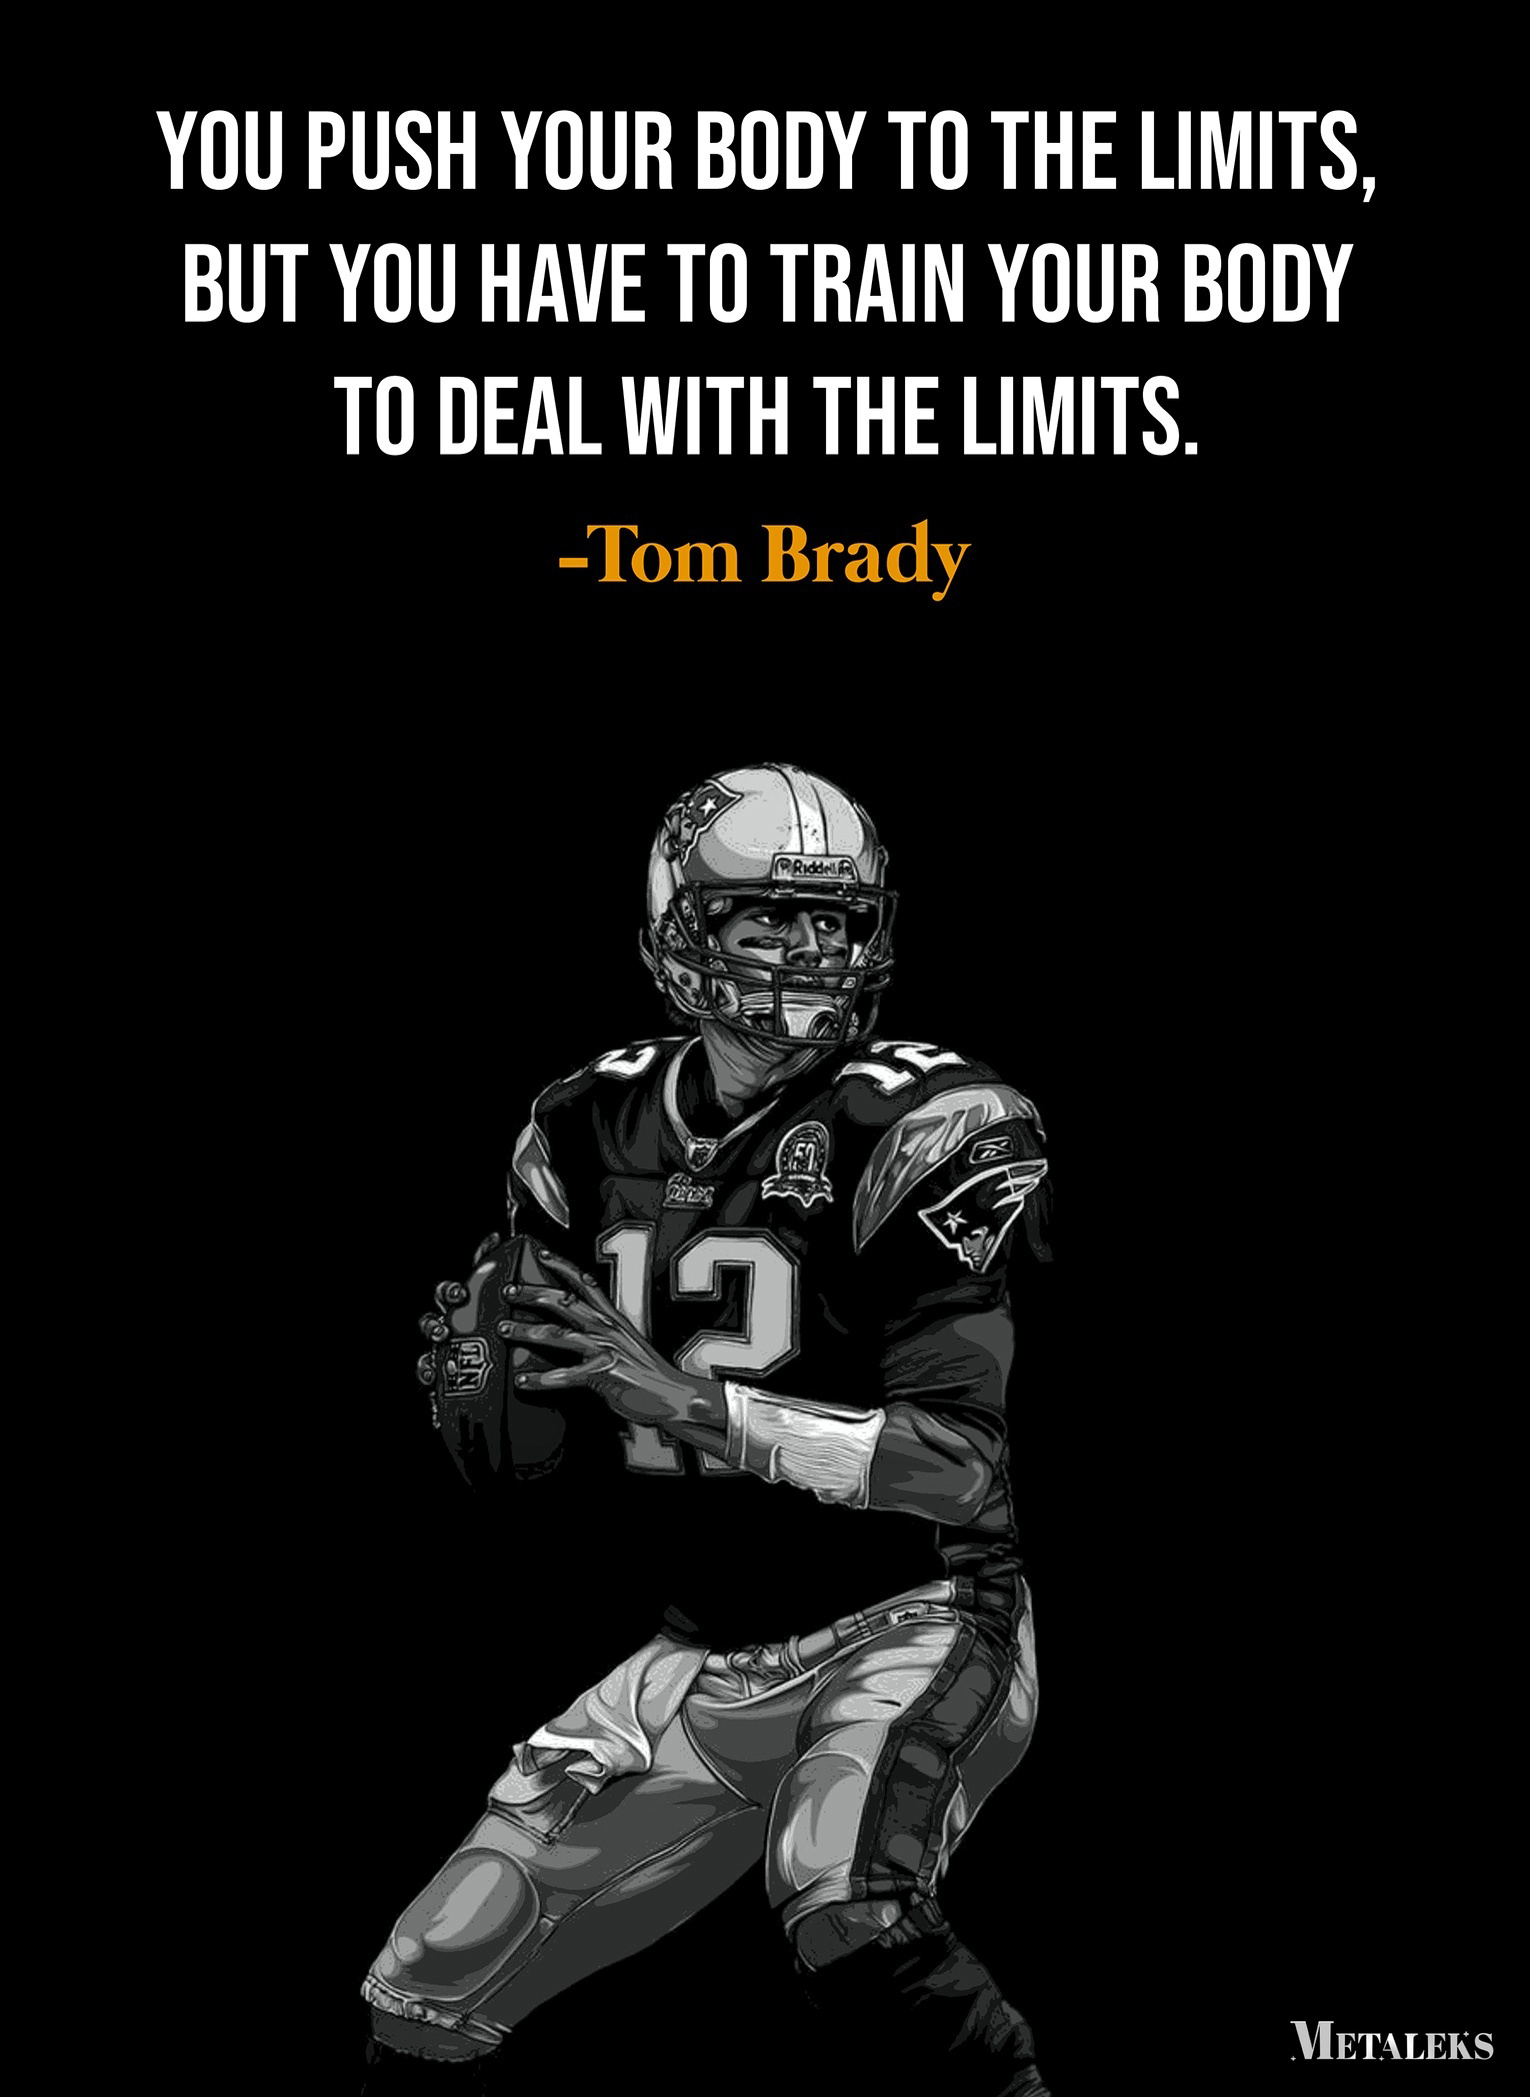 YOU PUSH YOUR BODY TO THE LIMITS,
BUT YOU HAVE TO TRAIN YOUR BODY
TO DEAL WITH THE LIMITS.
-Tom Brady
Riddell
12
50
12
NFL
METALEKS